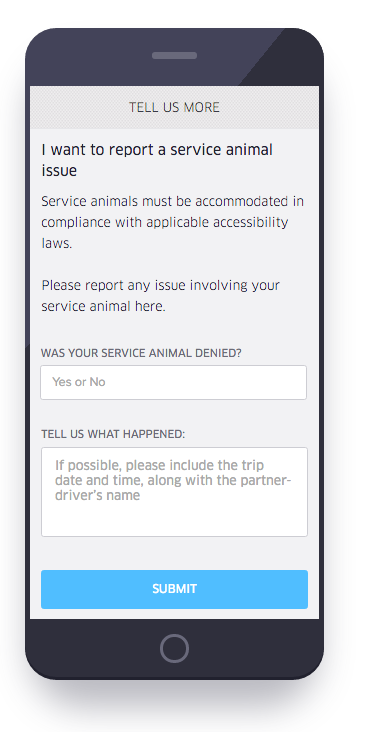 TELL US MORE
I want to report a service animal
issue
Service animals must be accommodated in
compliance with applicable accessibility
laws.
Please report any issue involving your
service animal here.
WAS YOUR SERVICE ANIMAL DENIED?
Yes or No
TELL US WHAT HAPPENED:
If possible, please include the trip
date and time, along with the partner-
driver's name
SUBMIT